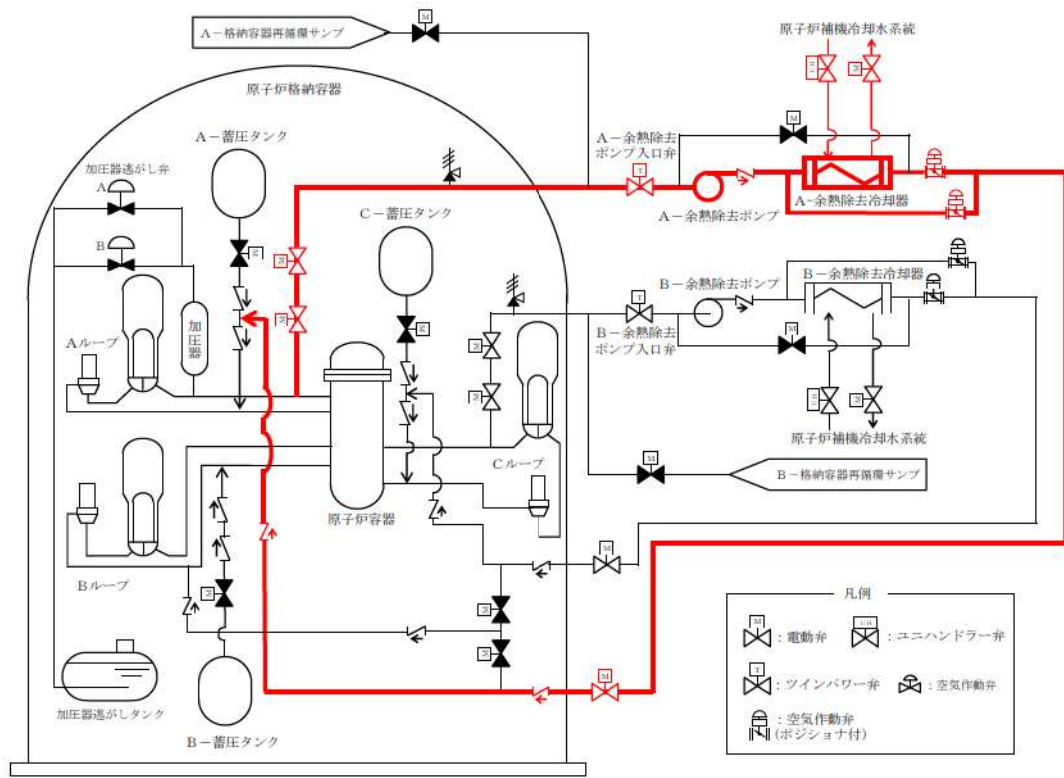 A-格納容器再循環サンプ
M
原子炉補機冷却水系統
UH
M
原子炉格納容器
A-蓄圧タンク
加圧器逃がし弁
A
B
M
C-蓄圧タンク
M
M
M
A-余熱除去
ポンプ入口弁
T
M
A-余熱除去冷却器
A-余熱除去ポンプ
B-余熱除去冷却器
B-余熱除去ポンプ
T
B-余熱除去
ポンプ入口弁
M
M
M
UH
M
原子炉補機冷却水系統
加圧器
Aループ
Bループ
Cループ
原子炉容器
M
B-格納容器再循環サンプ
M
M
M
M
M
加圧器逃がしタンク
B-蓄圧タンク
凡例
M
:電動弁
UH
:ユニハンドラー弁
T
:ツインパワー弁
:空気作動弁
:空気作動弁
(ポジショナ付)